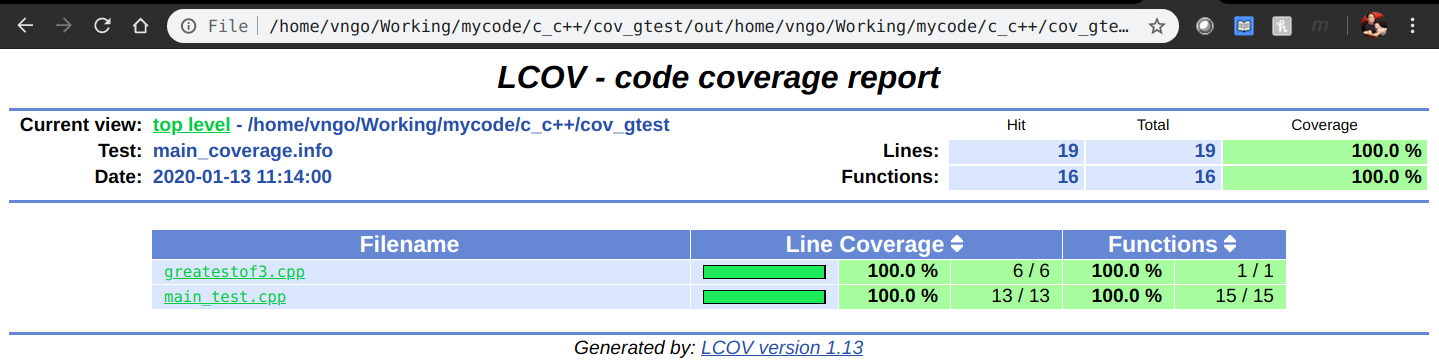 File /home/vngo/Working/mycode/c_c++/cov_gtest/out/home/vngo/Working/mycode/c_c++/cov_gte...
LCOV - code coverage report
Current view: top level - /home/vngo/Working/mycode/c_c++/cov_gtest Hit Total Coverage
Test: main_coverage.info Lines: 19 19 100.0 %
Date: 2020-01-13 11:14:00 Functions: 16 16 100.0 %
Filename Line Coverage Functions
greatestof3.cpp 100.0 % 6 / 6 100.0 % 1 / 1
main_test.cpp 100.0 % 13 / 13 100.0 % 15 / 15
Generated by: LCOV version 1.13